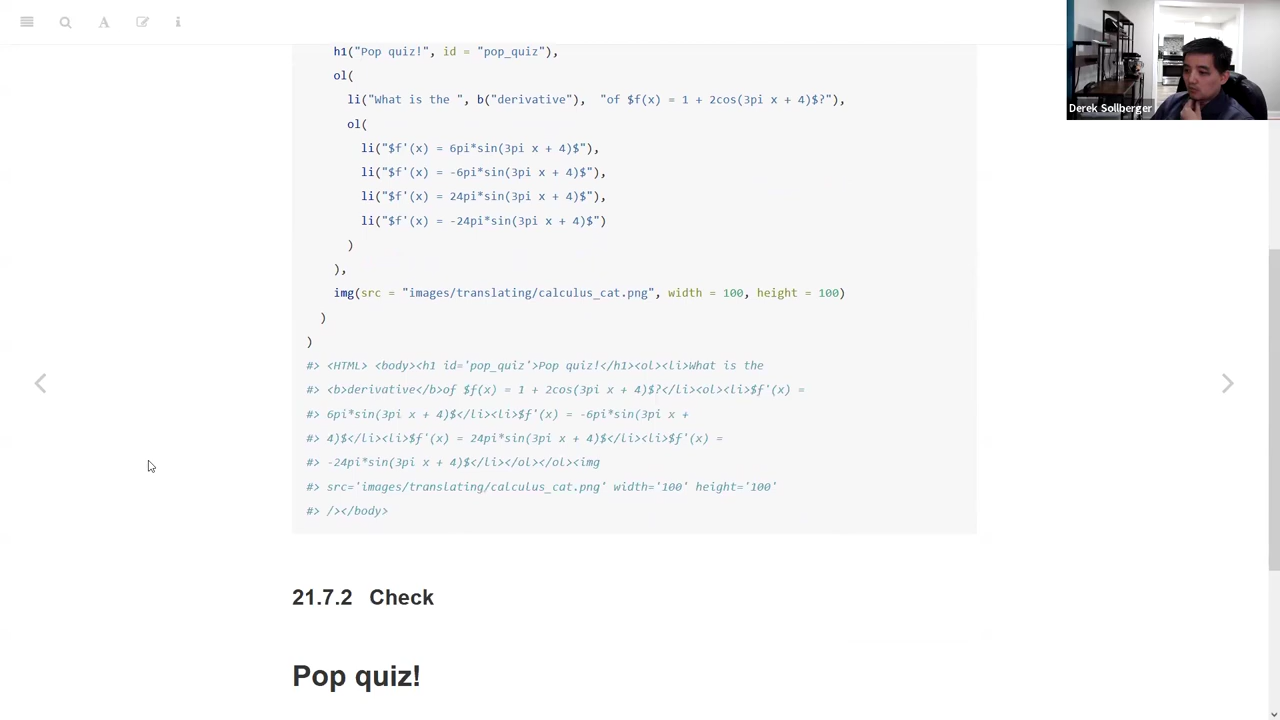 Derek Sollberger
h1("Pop quiz!", id = "pop quiz"),
ol(
li("What is the ", b("derivative"),  "of $f(x) = 1 + 2cos(3pi x + 4)$?"),
ol(
li("$f'(x) = 6pi*sin(3pi x + 4)$"),
li("$f'(x) = -6pi*sin(3pi x + 4)$"),
li("$f'(x) = 24pi*sin(3pi x + 4)$"),
li("$f'(x) = -24pi*sin(3pi x + 4)$")
)
),
img(src = "images/translating/calculus_cat.png", width = 100, height = 100)
)
)
#> <HTML> <body><h1 id='pop_quiz'>Pop quiz!</h1><ol><li>What is the
#> <b>derivative</b>of $f(x) = 1 + 2cos(3pi x + 4)$?</li><ol><li>$f'(x) =
#> 6pi*sin(3pi x + 4)$</li><li>$f'(x) = -6pi*sin(3pi x +
#> 4)$</li><li>$f'(x) = 24pi*sin(3pi x + 4)$</li><li>$f'(x) =
#> -24pi*sin(3pi x + 4)$</li></ol></ol><img
#> src='images/translating/calculus_cat.png' width='100' height='100'
#> /></body>
21.7.2 Check
Pop quiz!